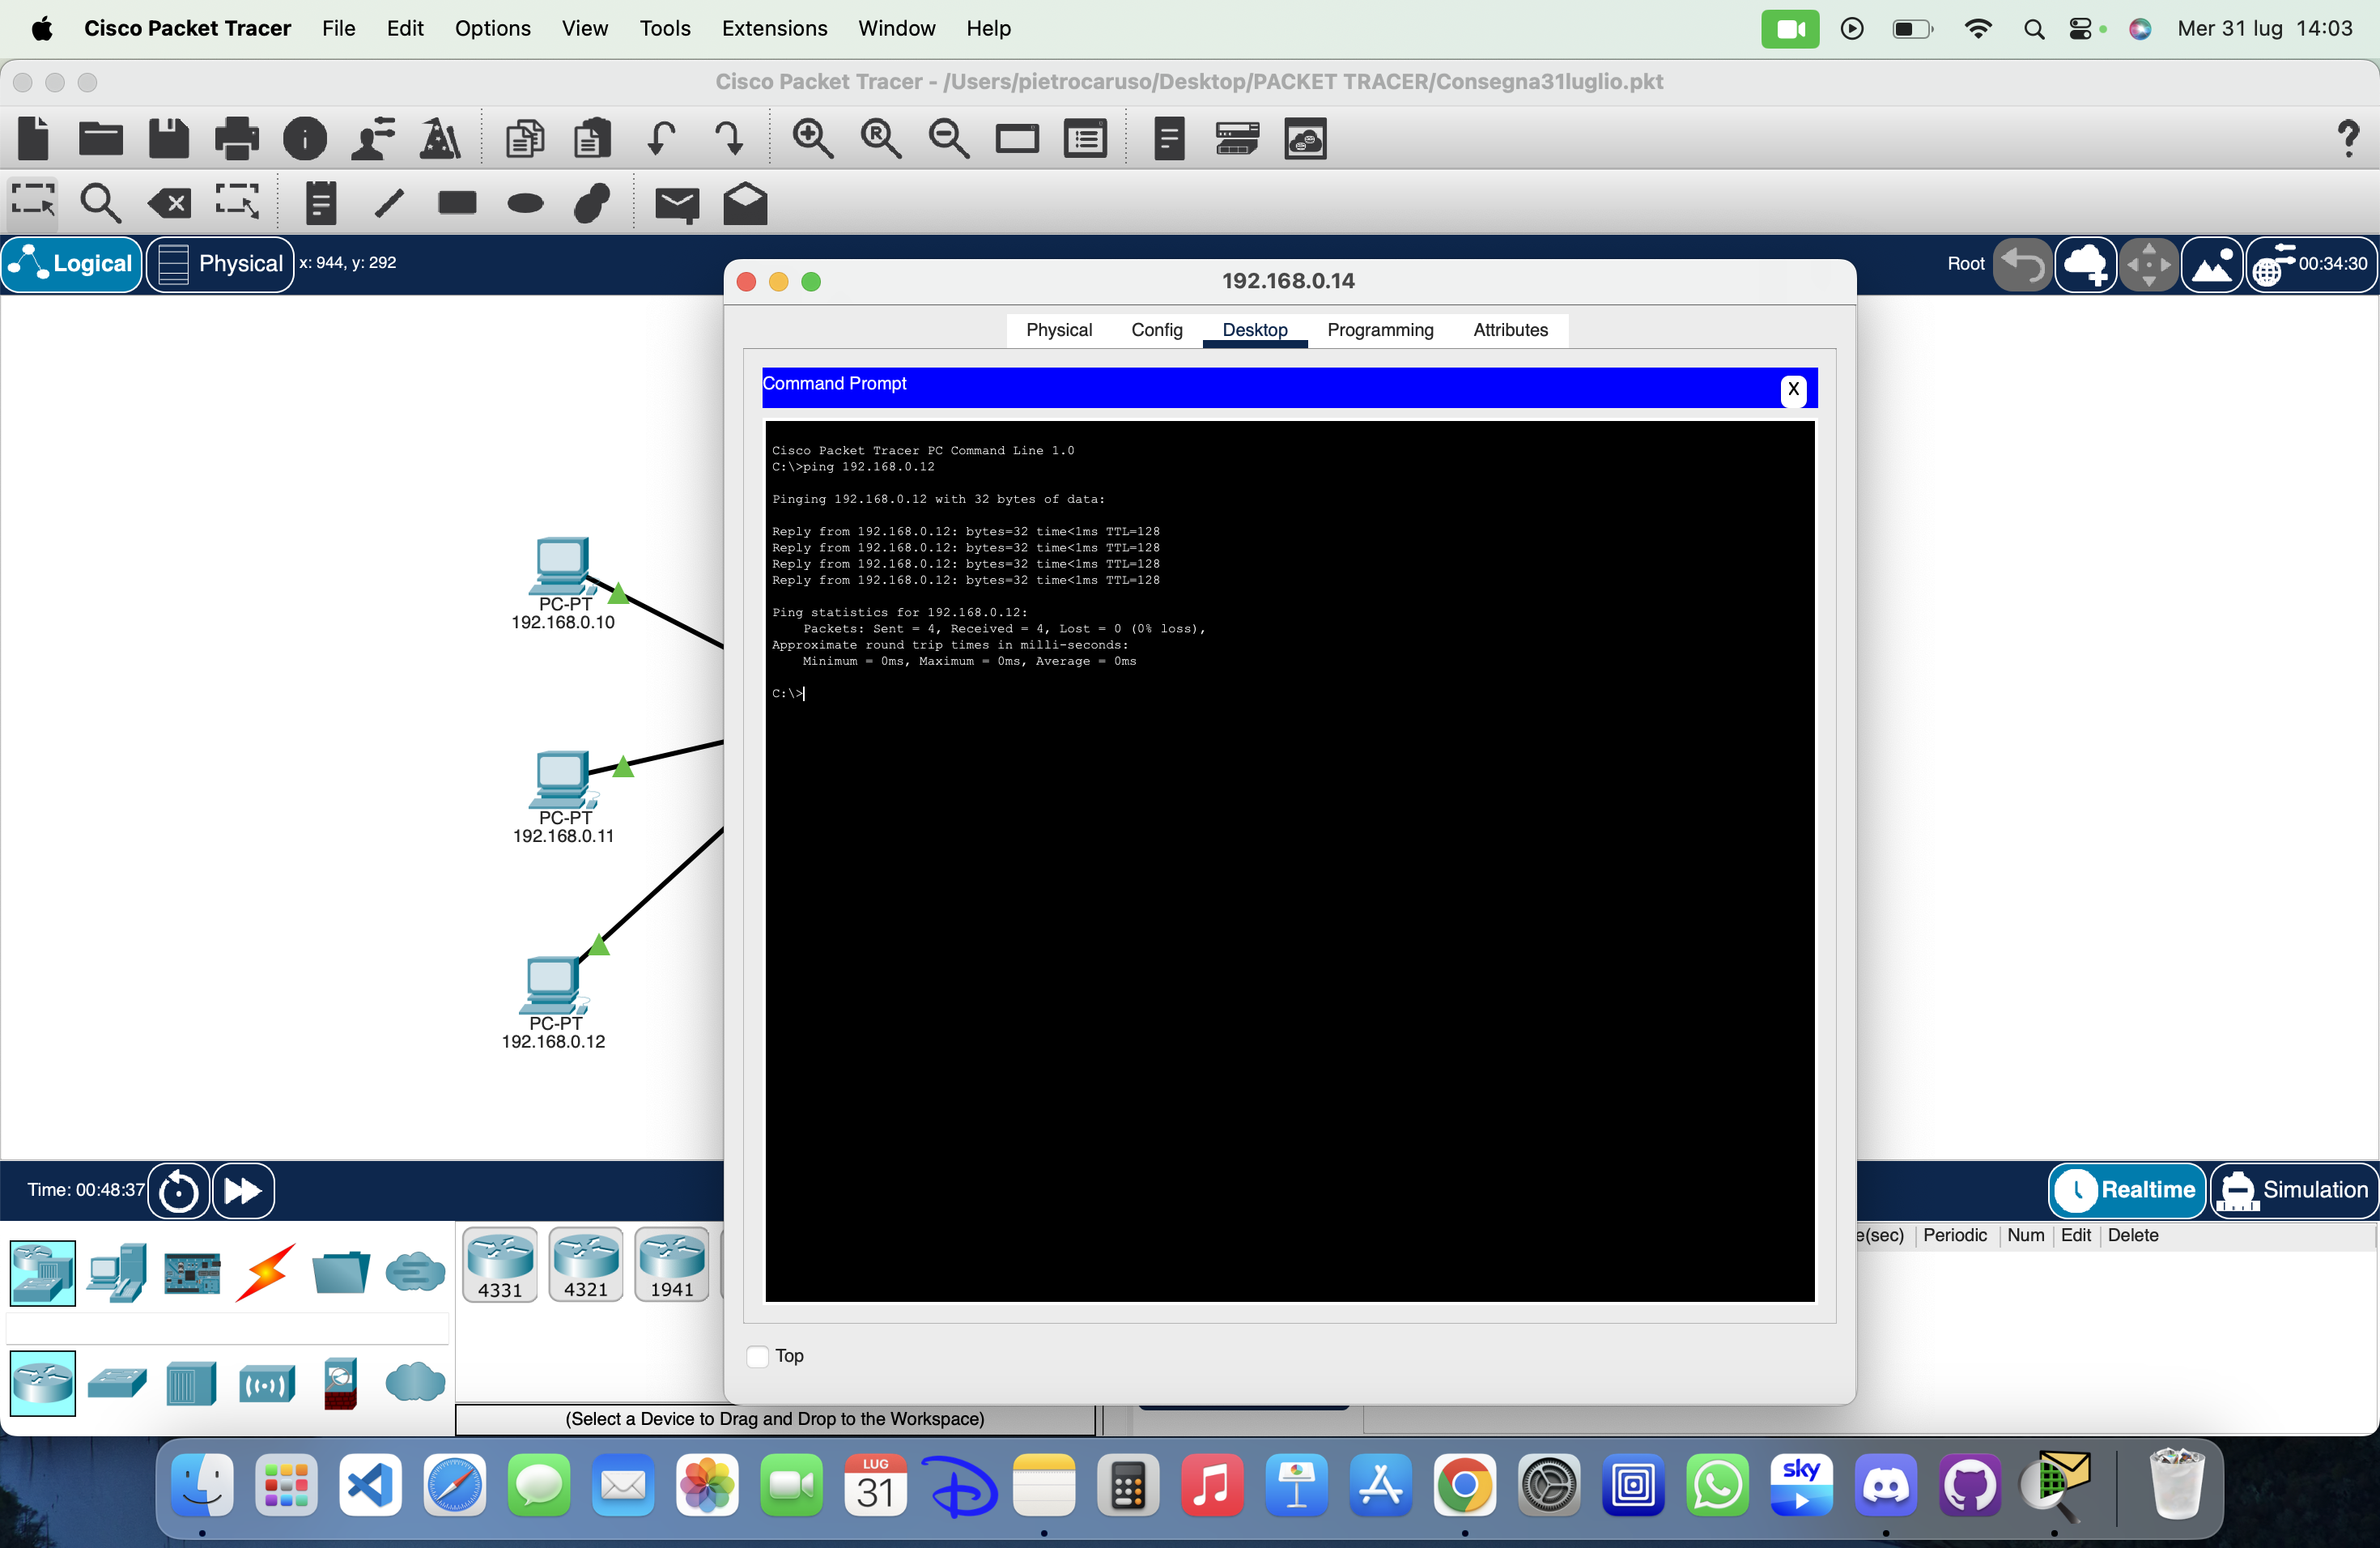 Cisco Packet Tracer File Edit Options View Tools Extensions Window Help Mer 31 lug 14:03
Cisco Packet Tracer - /Users/pietrocaruso/Desktop/PACKET TRACER/Consegna31luglio.pkt
Logical Physical x: 944, y: 292 Root 00:34:30
192.168.0.14
Physical Config Desktop Programming Attributes
Command Prompt X
Cisco Packet Tracer PC Command Line 1.0
C:\>ping 192.168.0.12
Pinging 192.168.0.12 with 32 bytes of data:
Reply from 192.168.0.12: bytes=32 time<1ms TTL=128
Reply from 192.168.0.12: bytes=32 time<1ms TTL=128
Reply from 192.168.0.12: bytes=32 time<1ms TTL=128
Reply from 192.168.0.12: bytes=32 time<1ms TTL=128
Ping statistics for 192.168.0.12:
Packets: Sent = 4, Received = 4, Lost = 0 (0% loss),
Approximate round trip times in milli-seconds:
Minimum = 0ms, Maximum = 0ms, Average = 0ms
C:\>
PC-PT
192.168.0.10
PC-PT
192.168.0.11
PC-PT
192.168.0.12
Time: 00:48:37 Realtime Simulation
e(sec) Periodic Num Edit Delete
4331 4321 1941
Top
(Select a Device to Drag and Drop to the Workspace)
LUG
31
sky